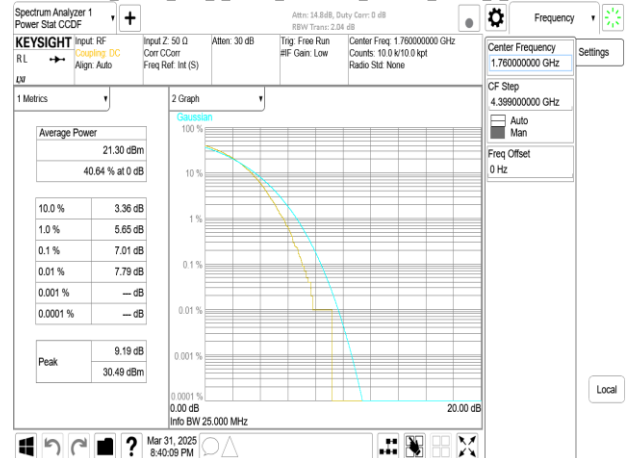 Spectrum Analyzer 1
Power Stat CCDF
Attn: 14.8dB, Duty Corr: 0 dB
RBW Trans: 2.04 dB
Frequency
KEYSIGHT
RL
LXI
Input: RF
Coupling: DC
Align: Auto
Input Z: 50 Ω
Corr CCorr
Freq Ref: Int (S)
Atten: 30 dB
Trig: Free Run
#IF Gain: Low
Center Freq: 1.760000000 GHz
Counts: 10.0 k/10.0 kpt
Radio Std: None
Center Frequency
1.760000000 GHz
Settings
CF Step
4.399000000 GHz
Auto
Man
Freq Offset
0 Hz
1 Metrics
Average Power
21.30 dBm
40.64 % at 0 dB
10.0 % 3.36 dB
1.0 % 5.65 dB
0.1 % 7.01 dB
0.01 % 7.79 dB
0.001 % --- dB
0.0001 % --- dB
Peak
9.19 dB
30.49 dBm
2 Graph
Gaussian
100 %
10 %
1 %
0.1 %
0.01 %
0.001 %
0.0001 %
0.00 dB 20.00 dB
Info BW 25.000 MHz
Local
?
Mar 31, 2025
8:40:09 PM